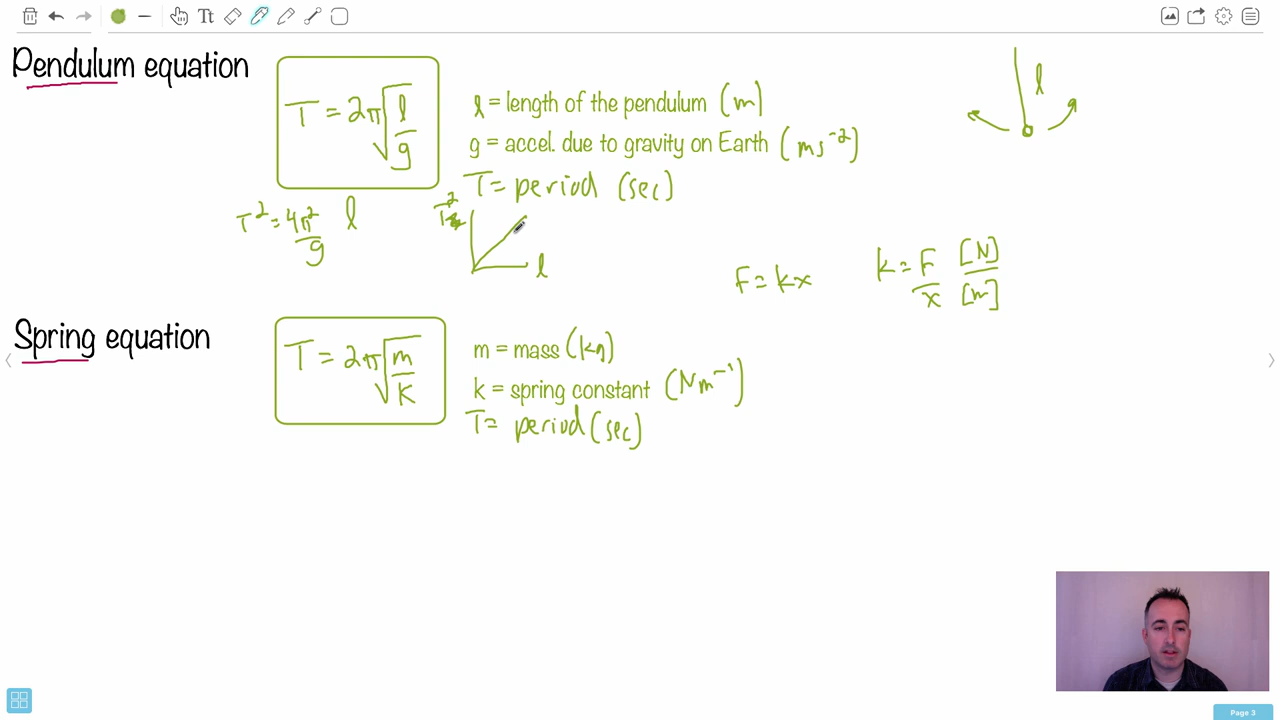 Tt
Pendulum equation
T = 2π√l/g
l = length of the pendulum (m)
g = accel. due to gravity on Earth (ms⁻²)
T = period (sec)
l
T² = 4π²/g l
T²
l
F = kx
k = F/x [N]/[m]
Spring equation
T = 2π√m/k
m = mass (kg)
k = spring constant (Nm⁻¹)
T = period (sec)
Page 3